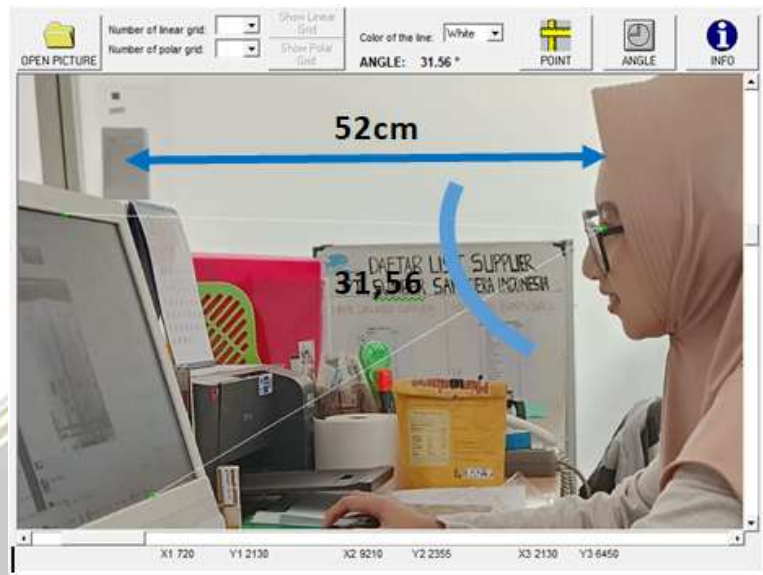 Show Linear
Grid
Number of linear grid:
Number of polar grid:
Show Polar
Grid
Color of the line: White
ANGLE: 31.56 °
OPEN PICTURE
POINT
ANGLE
INFO
52cm
DAFTAR LIST SUPPLIER
31,56
INDONESIA
X1 720 Y1 2130 X2 9210 Y2 2355 X3 2130 Y3 6450